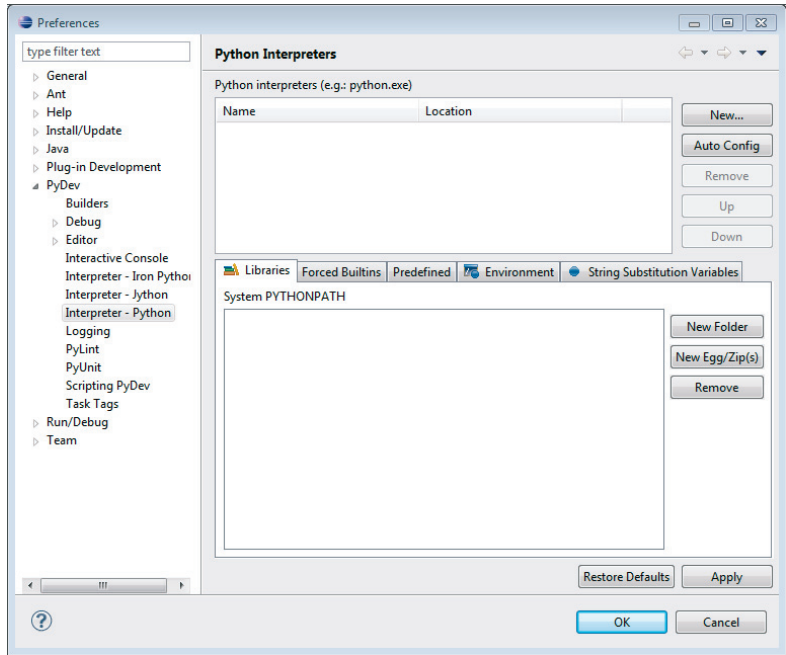 Preferences
type filter text
General
Ant
Help
Install/Update
Java
Plug-in Development
PyDev
Builders
Debug
Editor
Interactive Console
Interpreter - Iron Pytho
Interpreter - Jython
Interpreter - Python
Logging
PyLint
PyUnit
Scripting PyDev
Task Tags
Run/Debug
Team
Python Interpreters
Python interpreters (e.g.: python.exe)
Name Location
New...
Auto Config
Remove
Up
Down
Libraries Forced Builtins Predefined Environment String Substitution Variables
System PYTHONPATH
New Folder
New Egg/Zip(s)
Remove
Restore Defaults Apply
OK Cancel